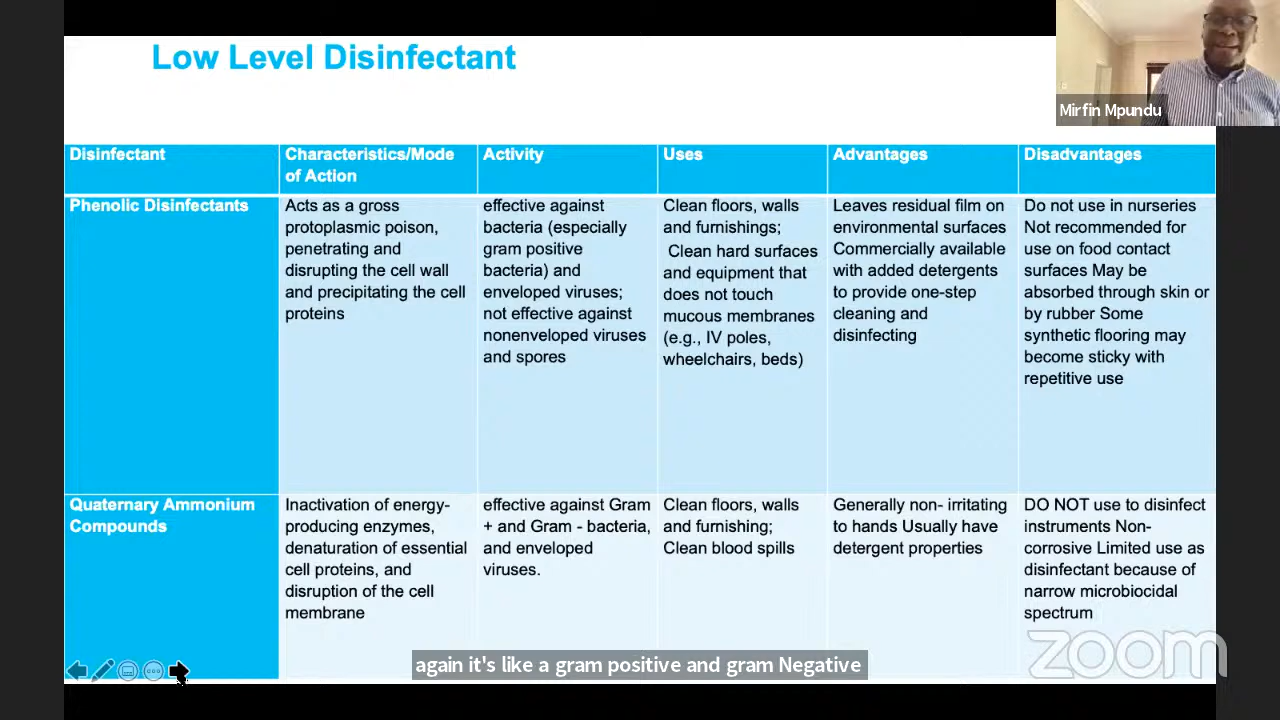 Low Level Disinfectant
Mirfin Mpundu
Disinfectant
Characteristics/Mode
of Action
Activity
Uses
Advantages
Disadvantages
Phenolic Disinfectants
Acts as a gross
protoplasmic poison,
penetrating and
disrupting the cell wall
and precipitating the cell
proteins
effective against
bacteria (especially
gram positive
bacteria) and
enveloped viruses;
not effective against
nonenveloped viruses
and spores
Clean floors, walls
and furnishings;
Clean hard surfaces
and equipment that
does not touch
mucous membranes
(e.g., IV poles,
wheelchairs, beds)
Leaves residual film on
environmental surfaces
Commercially available
with added detergents
to provide one-step
cleaning and
disinfecting
Do not use in nurseries
Not recommended for
use on food contact
surfaces May be
absorbed through skin or
by rubber Some
synthetic flooring may
become sticky with
repetitive use
Quaternary Ammonium
Compounds
Inactivation of energy-
producing enzymes,
denaturation of essential
cell proteins, and
disruption of the cell
membrane
effective against Gram
+ and Gram - bacteria,
and enveloped
viruses.
Clean floors, walls
and furnishing;
Clean blood spills
Generally non- irritating
to hands Usually have
detergent properties
DO NOT use to disinfect
instruments Non-
corrosive Limited use as
disinfectant because of
narrow microbiocidal
spectrum
again it's like a gram positive and gram Negative
zoom